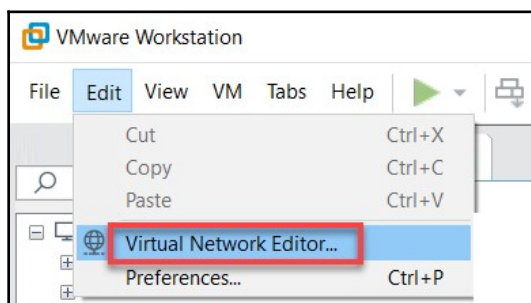 VMware Workstation
File Edit View VM Tabs Help
Cut Ctrl+X
Copy Ctrl+C
Paste Ctrl+V
Virtual Network Editor...
Preferences... Ctrl+P